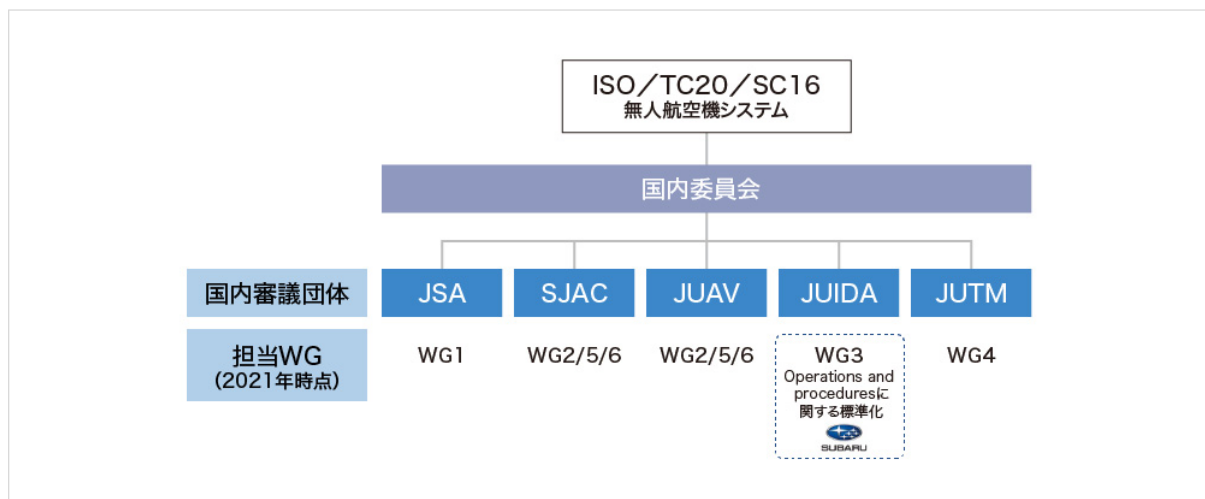 ISO／TC20／SC16
無人航空機システム
国内委員会
国内審議団体
JSA
SJAC
JUAV
JUIDA
JUTM
担当WG
（2021年時点）
WG1
WG2/5/6
WG2/5/6
WG3
Operations and
proceduresに
関する標準化
SUBARU
WG4